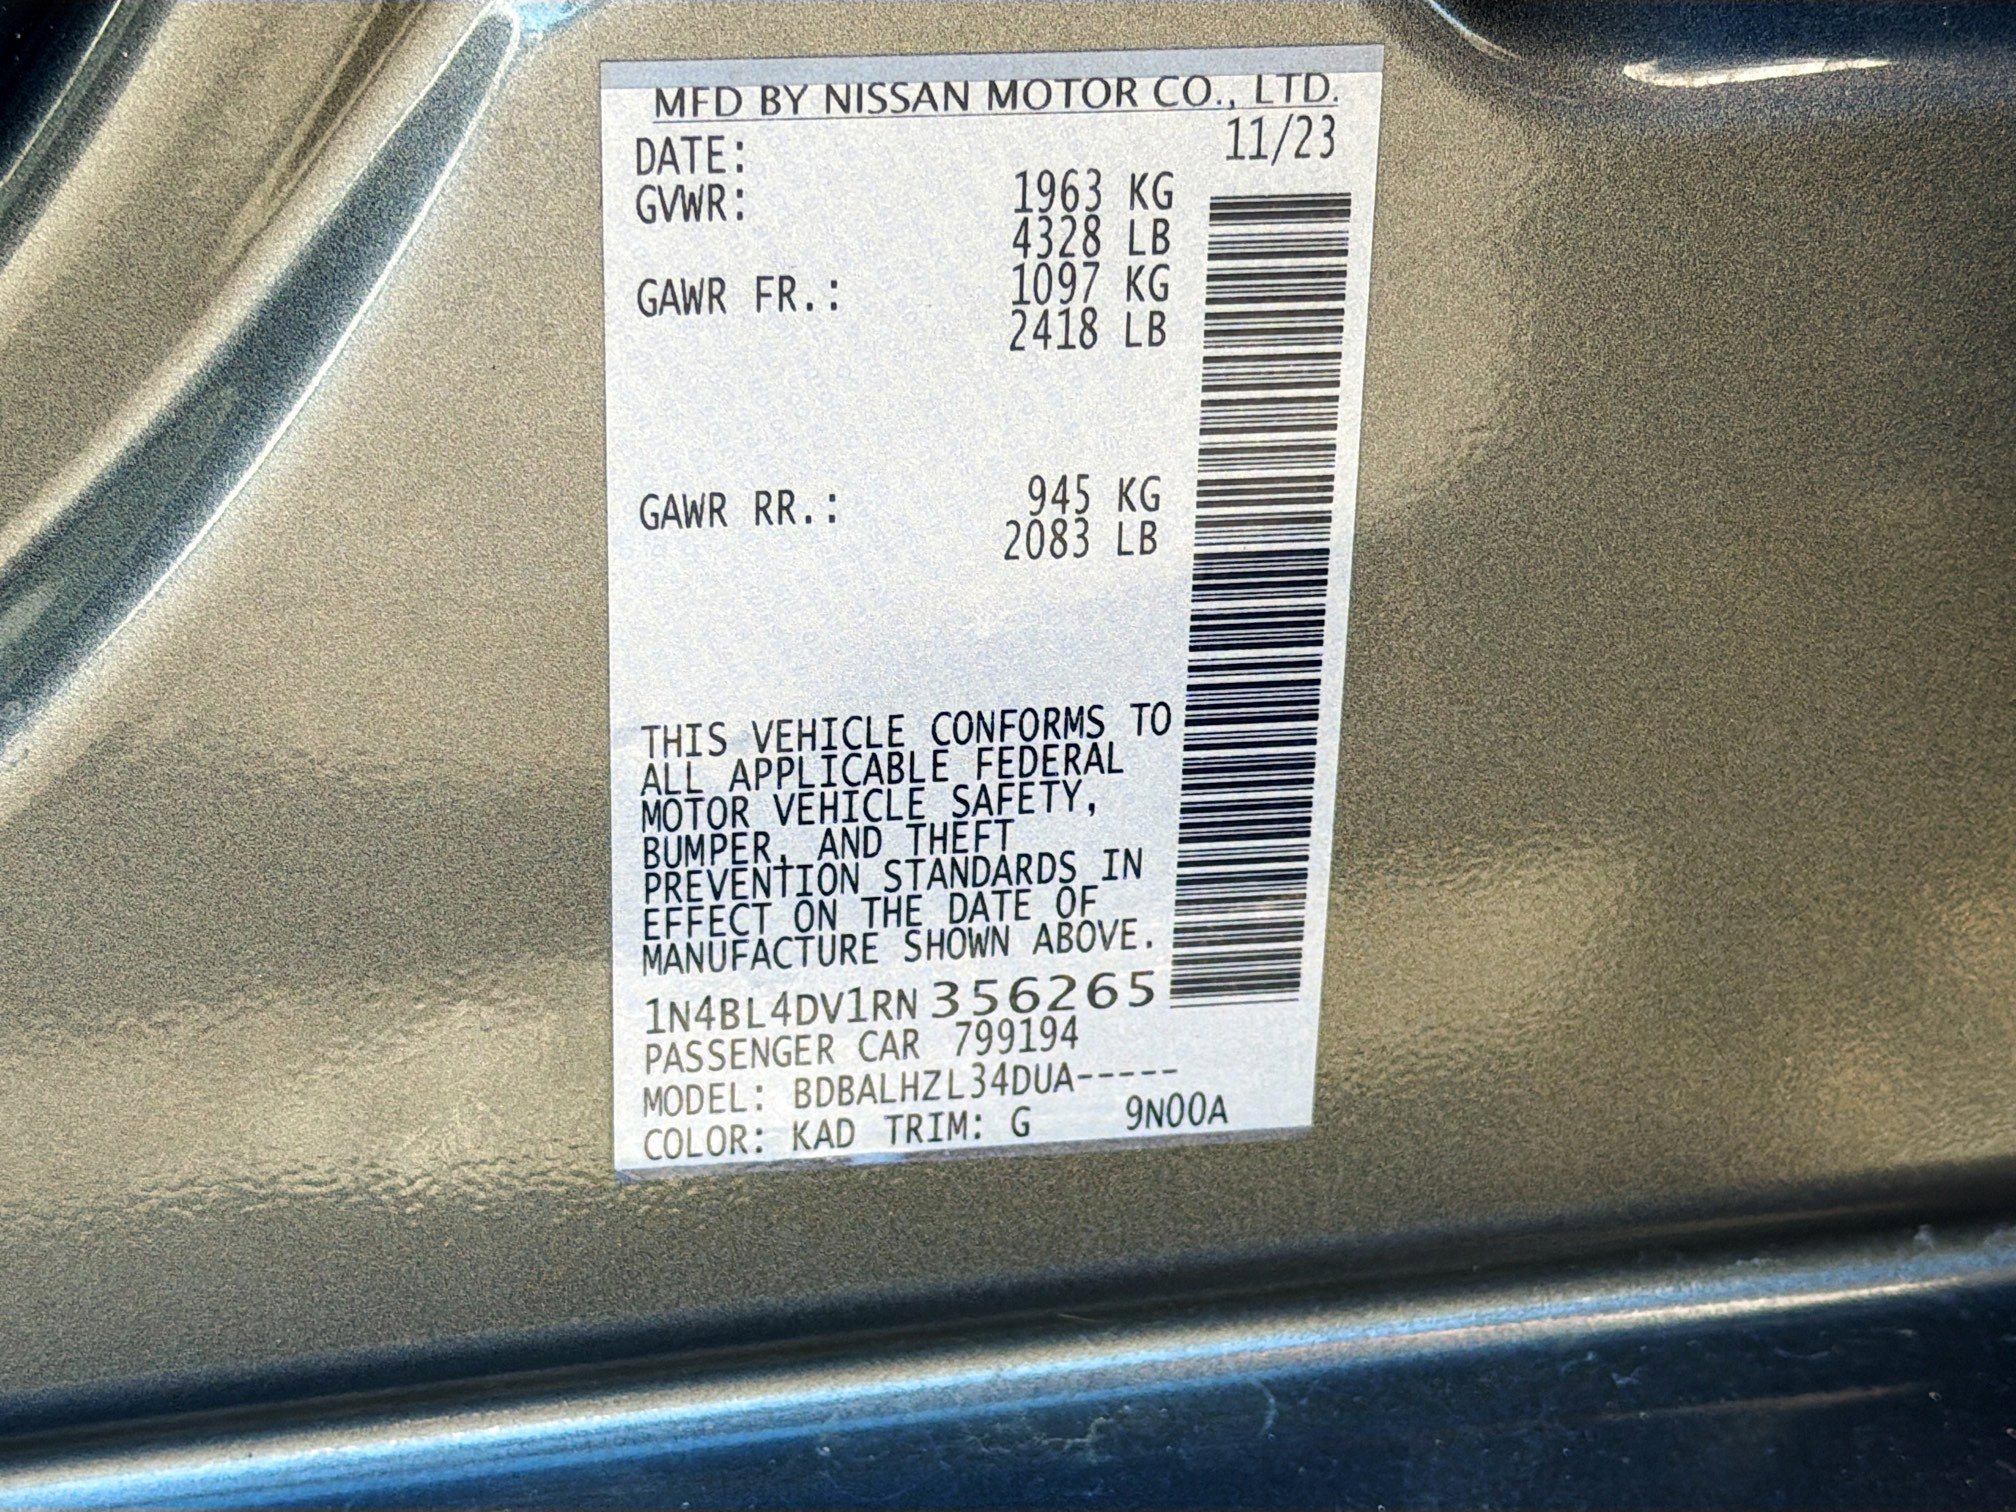 MFD BY NISSAN MOTOR CO., LTD.
DATE: 11/23
GVWR: 1963 KG
4328 LB
GAWR FR.: 1097 KG
2418 LB
GAWR RR.: 945 KG
2083 LB
THIS VEHICLE CONFORMS TO
ALL APPLICABLE FEDERAL
MOTOR VEHICLE SAFETY,
BUMPER, AND THEFT
PREVENTION STANDARDS IN
EFFECT ON THE DATE OF
MANUFACTURE SHOWN ABOVE.
1N4BL4DV1RN 356265
PASSENGER CAR 799194
MODEL: BDBALHZL34DUA-----
COLOR: KAD TRIM: G 9N00A